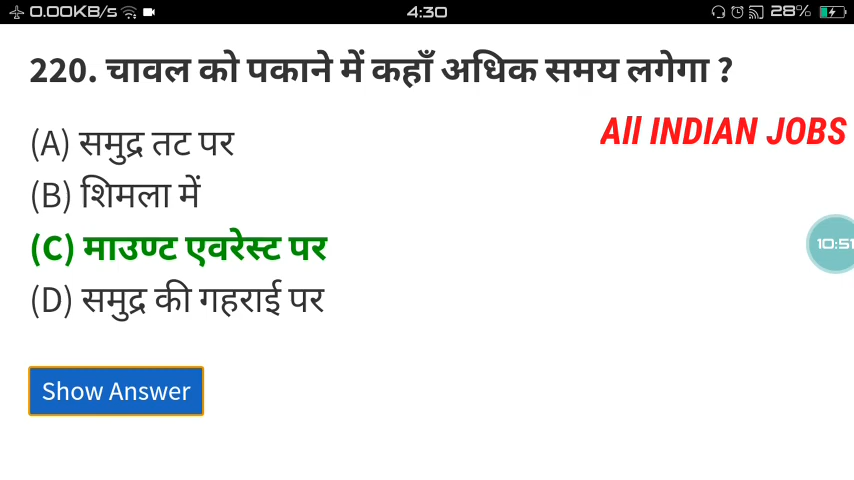 0.00KB/s 4:30 28%
220. चावल को पकाने में कहाँ अधिक समय लगेगा ?
All INDIAN JOBS
(A) समुद्र तट पर
(B) शिमला में
(C) माउण्ट एवरेस्ट पर
10:51
(D) समुद्र की गहराई पर
Show Answer